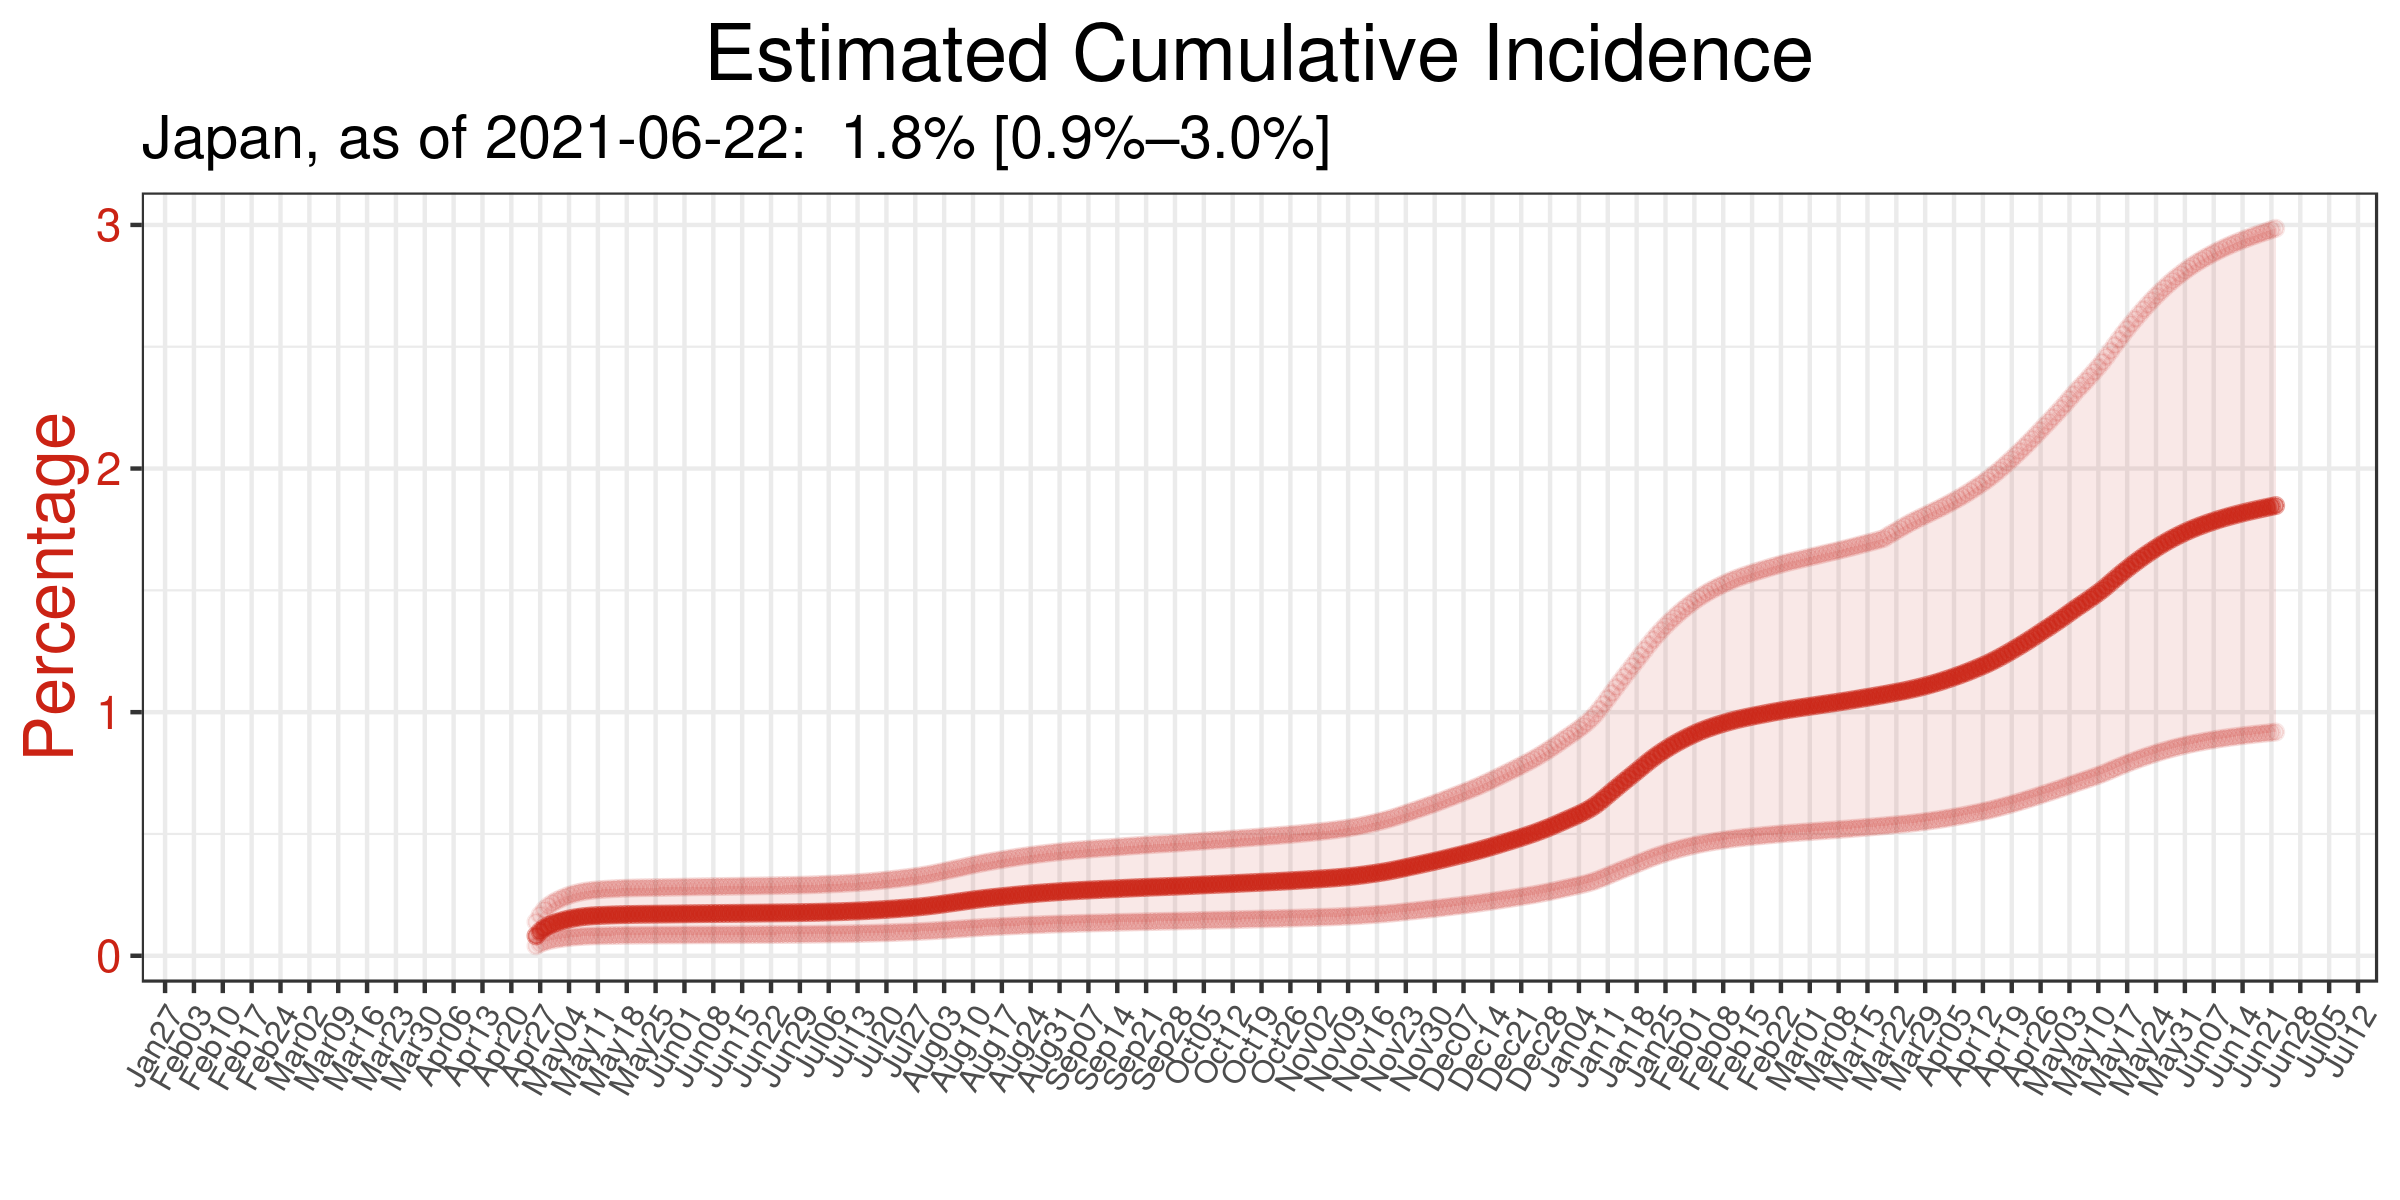 Estimated Cumulative Incidence
Japan, as of 2021-06-22:  1.8% [0.9%–3.0%]
Percentage
3
2
1
0
Jan27
Feb03
Feb10
Feb17
Feb24
Mar02
Mar09
Mar16
Mar23
Mar30
Apr06
Apr13
Apr20
Apr27
May04
May11
May18
May25
Jun01
Jun08
Jun15
Jun22
Jun29
Jul06
Jul13
Jul20
Jul27
Aug03
Aug10
Aug17
Aug24
Aug31
Sep07
Sep14
Sep21
Sep28
Oct05
Oct12
Oct19
Oct26
Nov02
Nov09
Nov16
Nov23
Nov30
Dec07
Dec14
Dec21
Dec28
Jan04
Jan11
Jan18
Jan25
Feb01
Feb08
Feb15
Feb22
Mar01
Mar08
Mar15
Mar22
Mar29
Apr05
Apr12
Apr19
Apr26
May03
May10
May17
May24
May31
Jun07
Jun14
Jun21
Jun28
Jul05
Jul12